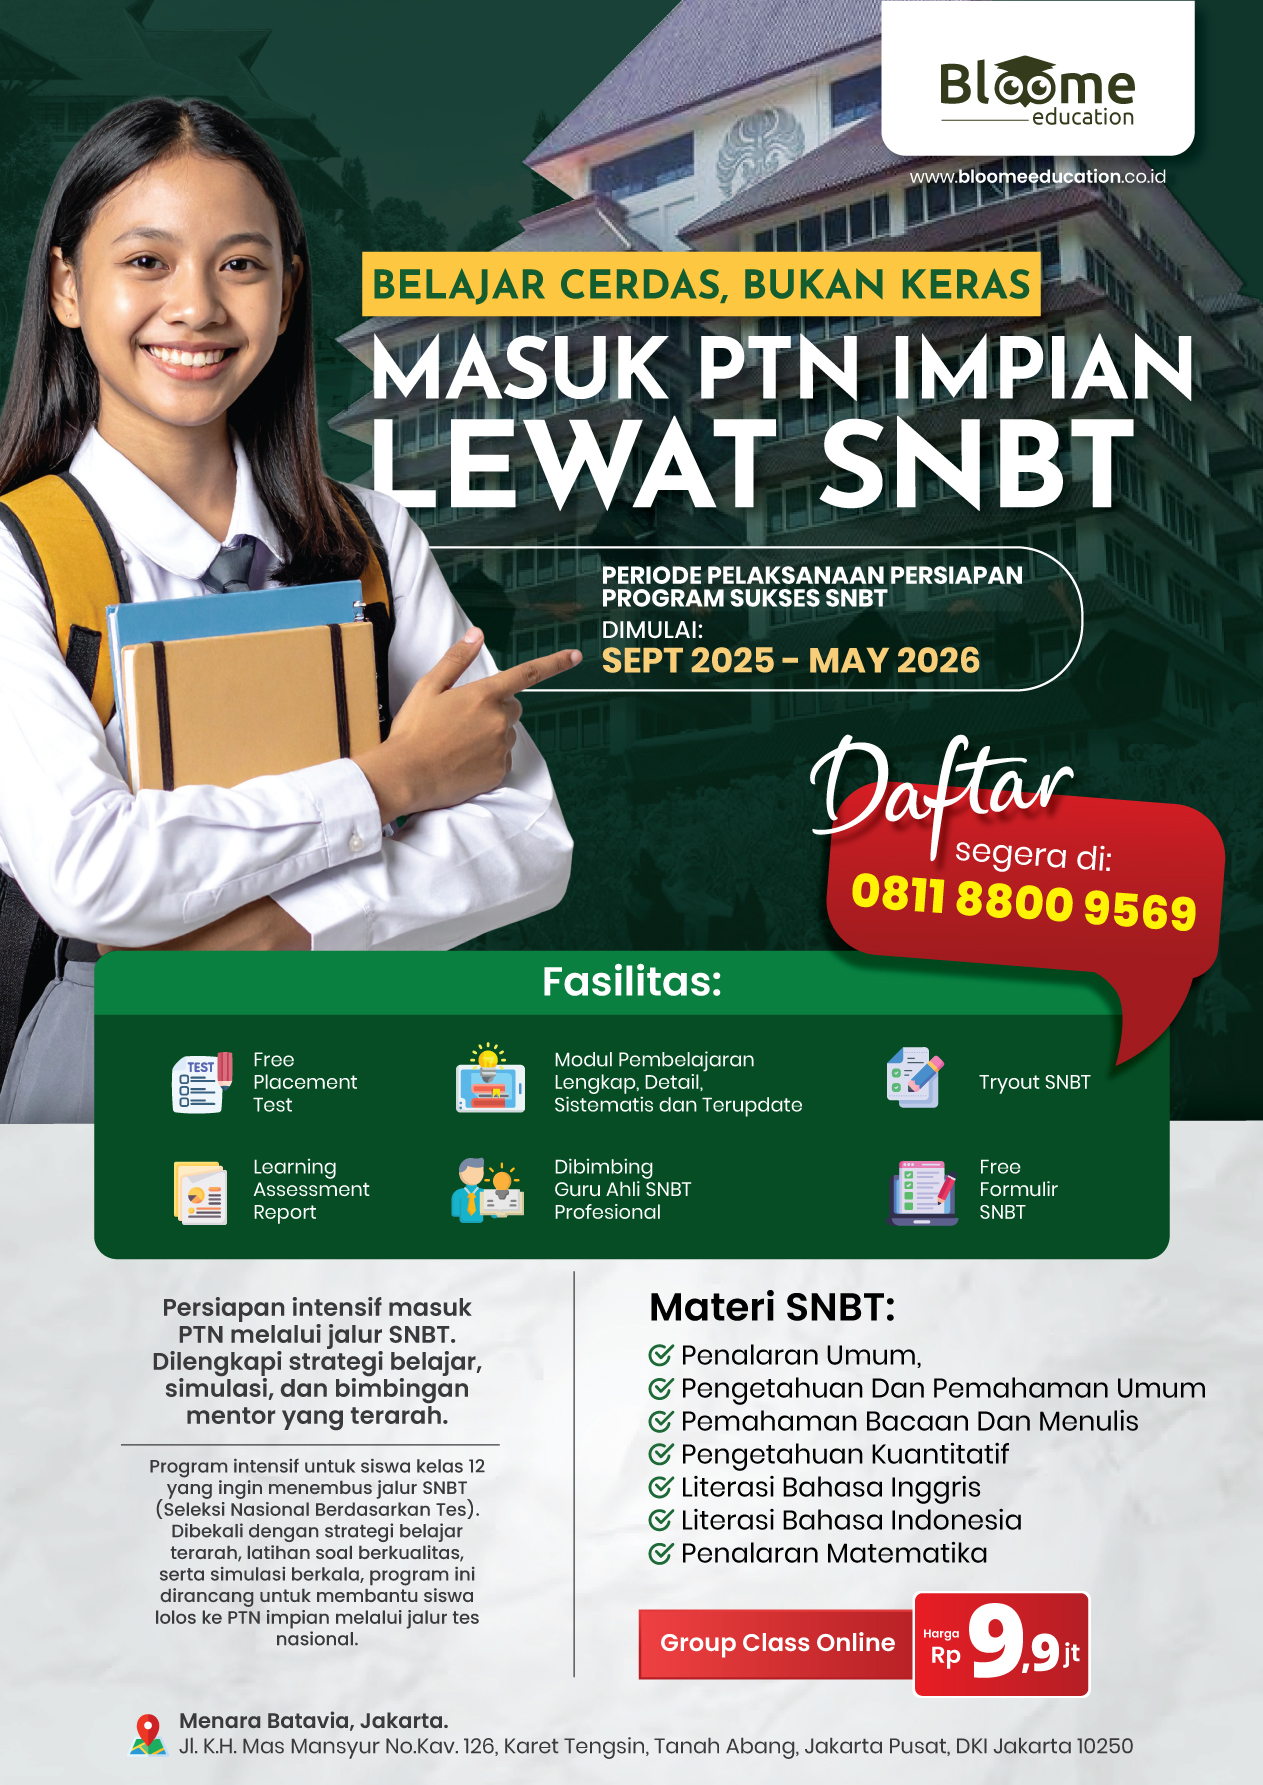 Bloome
education
www.bloomeeducation.co.id
BELAJAR CERDAS, BUKAN KERAS
MASUK PTN IMPIAN
LEWAT SNBT
PERIODE PELAKSANAAN PERSIAPAN
PROGRAM SUKSES SNBT
DIMULAI:
SEPT 2025 - MAY 2026
Daftar
segera di:
0811 8800 9569
Fasilitas:
TEST
Free
Placement
Test
Modul Pembelajaran
Lengkap, Detail,
Sistematis dan Terupdate
Tryout SNBT
Learning
Assessment
Report
Dibimbing
Guru Ahli SNBT
Profesional
Free
Formulir
SNBT
Persiapan intensif masuk
PTN melalui jalur SNBT.
Dilengkapi strategi belajar,
simulasi, dan bimbingan
mentor yang terarah.
Program intensif untuk siswa kelas 12
yang ingin menembus jalur SNBT
(Seleksi Nasional Berdasarkan Tes).
Dibekali dengan strategi belajar
terarah, latihan soal berkualitas,
serta simulasi berkala, program ini
dirancang untuk membantu siswa
lolos ke PTN impian melalui jalur tes
nasional.
Materi SNBT:
Penalaran Umum,
Pengetahuan Dan Pemahaman Umum
Pemahaman Bacaan Dan Menulis
Pengetahuan Kuantitatif
Literasi Bahasa Inggris
Literasi Bahasa Indonesia
Penalaran Matematika
Group Class Online
Harga
Rp 9,9 jt
Menara Batavia, Jakarta.
Jl. K.H. Mas Mansyur No.Kav. 126, Karet Tengsin, Tanah Abang, Jakarta Pusat, DKI Jakarta 10250